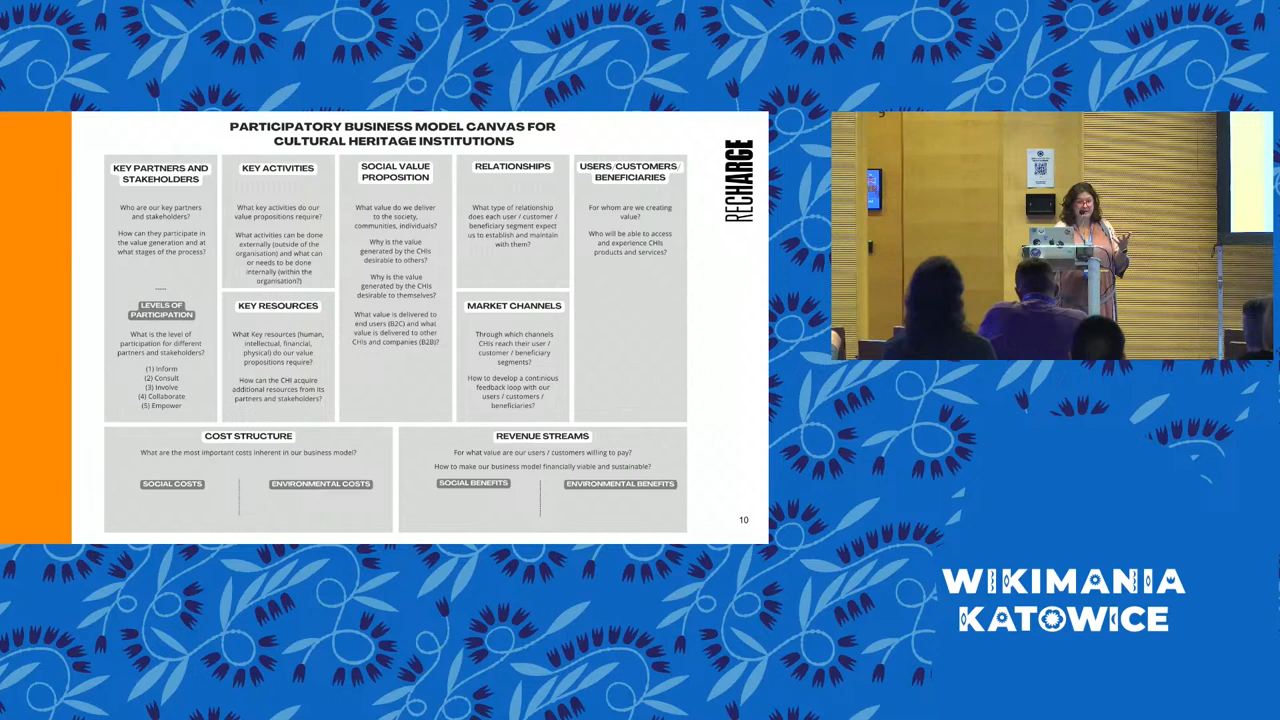 PARTICIPATORY BUSINESS MODEL CANVAS FOR
CULTURAL HERITAGE INSTITUTIONS
RECHARGE
KEY PARTNERS AND
STAKEHOLDERS
Who are our key partners
and stakeholders?
How can they participate in
the value generation and at
what stages of the process?
-----
LEVELS OF
PARTICIPATION
What is the level of
participation for different
partners and stakeholders?
(1) Inform
(2) Consult
(3) Involve
(4) Collaborate
(5) Empower
KEY ACTIVITIES
What key activities do our
value propositions require?
What activities can be done
externally (outside of the
organisation) and what can
or needs to be done
internally (within the
organisation?)
KEY RESOURCES
What Key resources (human,
intellectual, financial,
physical) do our value
propositions require?
How can the CHI acquire
additional resources from its
partners and stakeholders?
SOCIAL VALUE
PROPOSITION
What value do we deliver
to the society,
communities, individuals?
Why is the value
generated by the CHIs
desirable to others?
Why is the value
generated by the CHIs
desirable to themselves?
What value is delivered to
end users (B2C) and what
value is delivered to other
CHIs and companies (B2B)?
RELATIONSHIPS
What type of relationship
does each user / customer /
beneficiary segment expect
us to establish and maintain
with them?
MARKET CHANNELS
Through which channels
CHIs reach their user /
customer / beneficiary
segments?
How to develop a continious
feedback loop with our
users / customers /
beneficiaries?
USERS/CUSTOMERS/
BENEFICIARIES
For whom are we creating
value?
Who will be able to access
and experience CHIs
products and services?
COST STRUCTURE
What are the most important costs inherent in our business model?
SOCIAL COSTS
ENVIRONMENTAL COSTS
REVENUE STREAMS
For what value are our users / customers willing to pay?
How to make our business model financially viable and sustainable?
SOCIAL BENEFITS
ENVIRONMENTAL BENEFITS
10
WIKIMANIA
KATOWICE